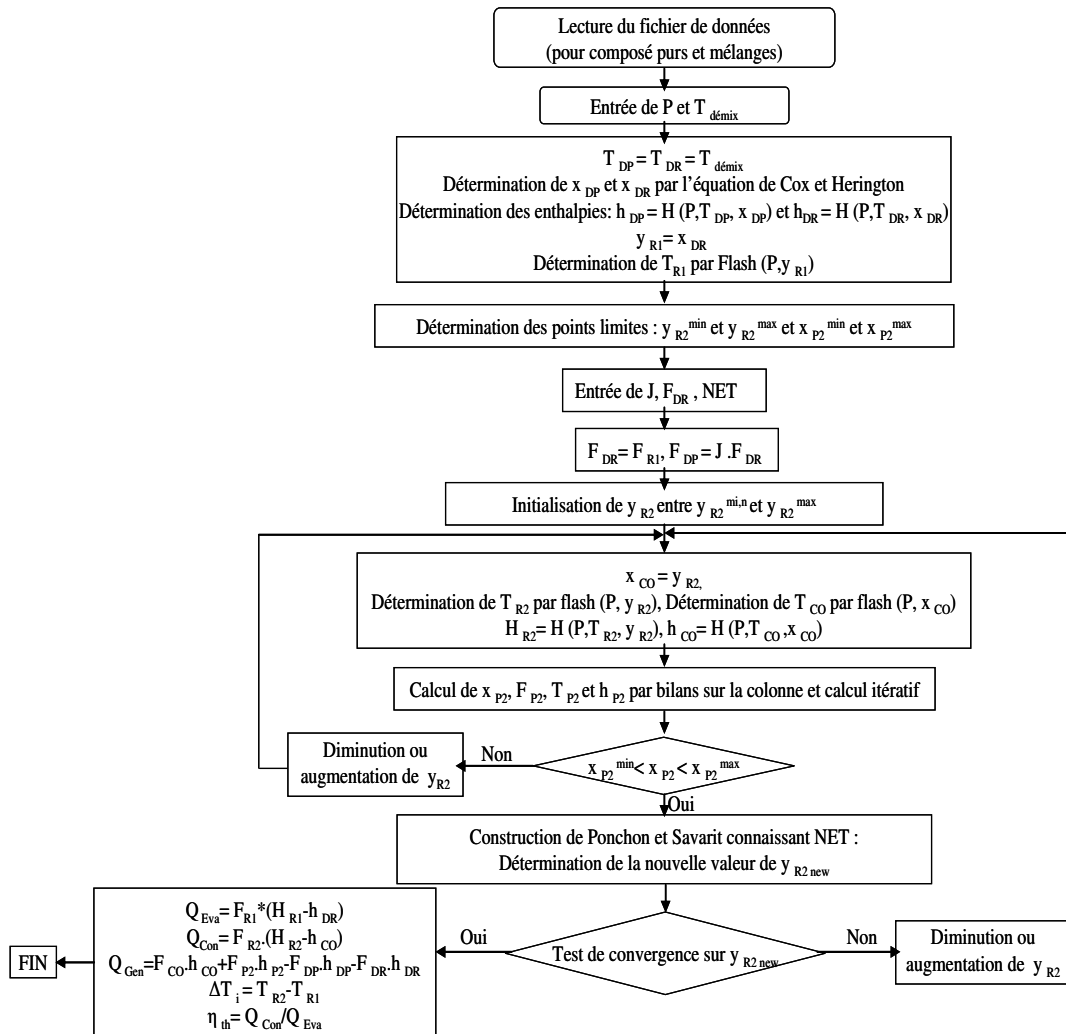 Lecture du fichier de données
(pour composé purs et mélanges)
Entrée de P et T démix
T DP = T DR = T démix
Détermination de x DP et x DR par l'équation de Cox et Herington
Détermination des enthalpies: h DP = H (P,T DP, x DP) et h DR = H (P,T DR, x DR)
y R1 = x DR
Détermination de T R1 par Flash (P,y R1)
Détermination des points limites : y R2 min et y R2 max et x P2 min et x P2 max
Entrée de J, F DR , NET
F DR = F R1, F DP = J .F DR
Initialisation de y R2 entre y R2 mi,n et y R2 max
x CO = y R2,
Détermination de T R2 par flash (P, y R2), Détermination de T CO par flash (P, x CO)
H R2 = H (P,T R2, y R2), h CO = H (P,T CO ,x CO)
Calcul de x P2, F P2, T P2 et h P2 par bilans sur la colonne et calcul itératif
Diminution ou
augmentation de y R2
Non
x P2 min < x P2 < x P2 max
Oui
Construction de Ponchon et Savarit connaissant NET :
Détermination de la nouvelle valeur de y R2 new
Test de convergence sur y R2 new
Non
Diminution ou
augmentation de y R2
Oui
Q Eva = F R1*(H R1-h DR)
Q Con = F R2.(H R2-h CO)
Q Gen=F CO.h CO+F P2.h P2-F DP.h DP-F DR.h DR
ΔT i = T R2-T R1
η th= Q Con/Q Eva
FIN